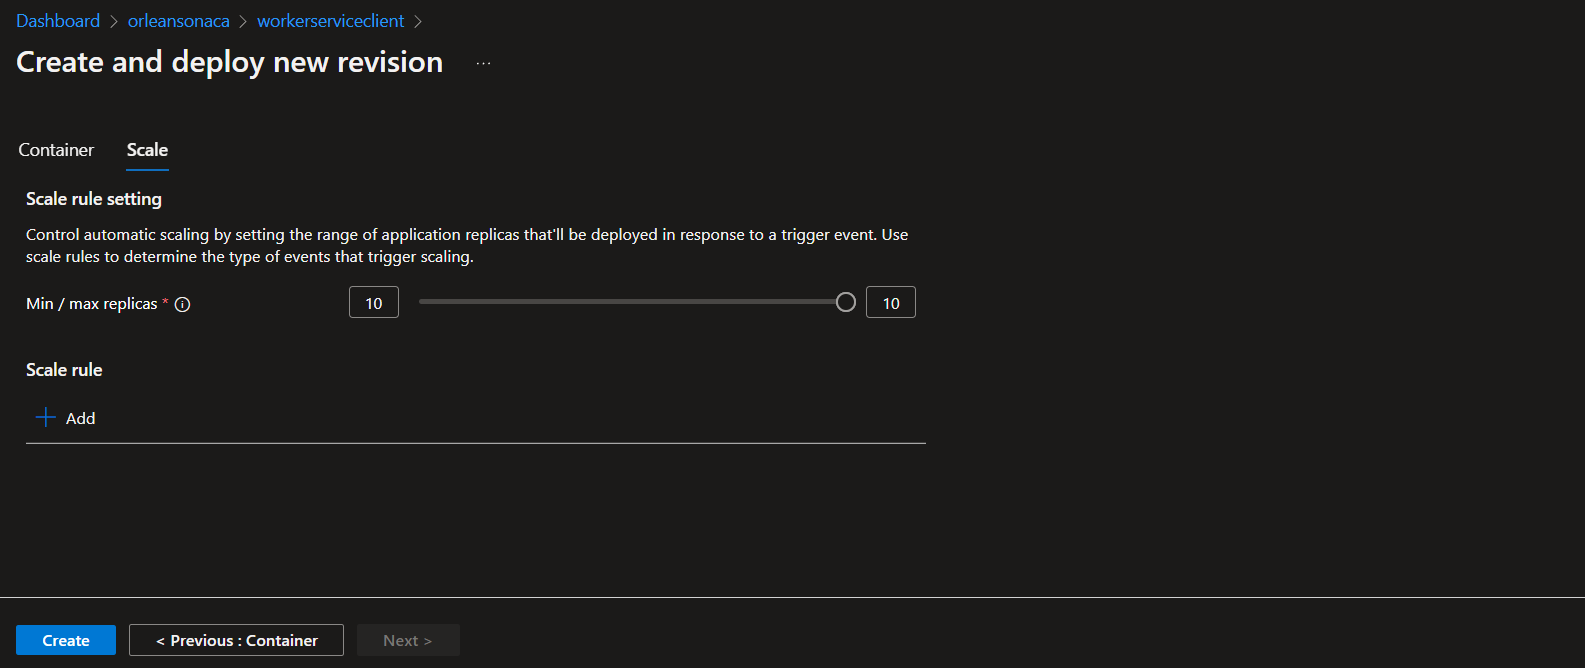 Dashboard > orleansonaca > workerserviceclient >
Create and deploy new revision ...
Container Scale
Scale rule setting
Control automatic scaling by setting the range of application replicas that'll be deployed in response to a trigger event. Use
scale rules to determine the type of events that trigger scaling.
Min / max replicas * 10 10
Scale rule
+ Add
Create < Previous : Container Next >